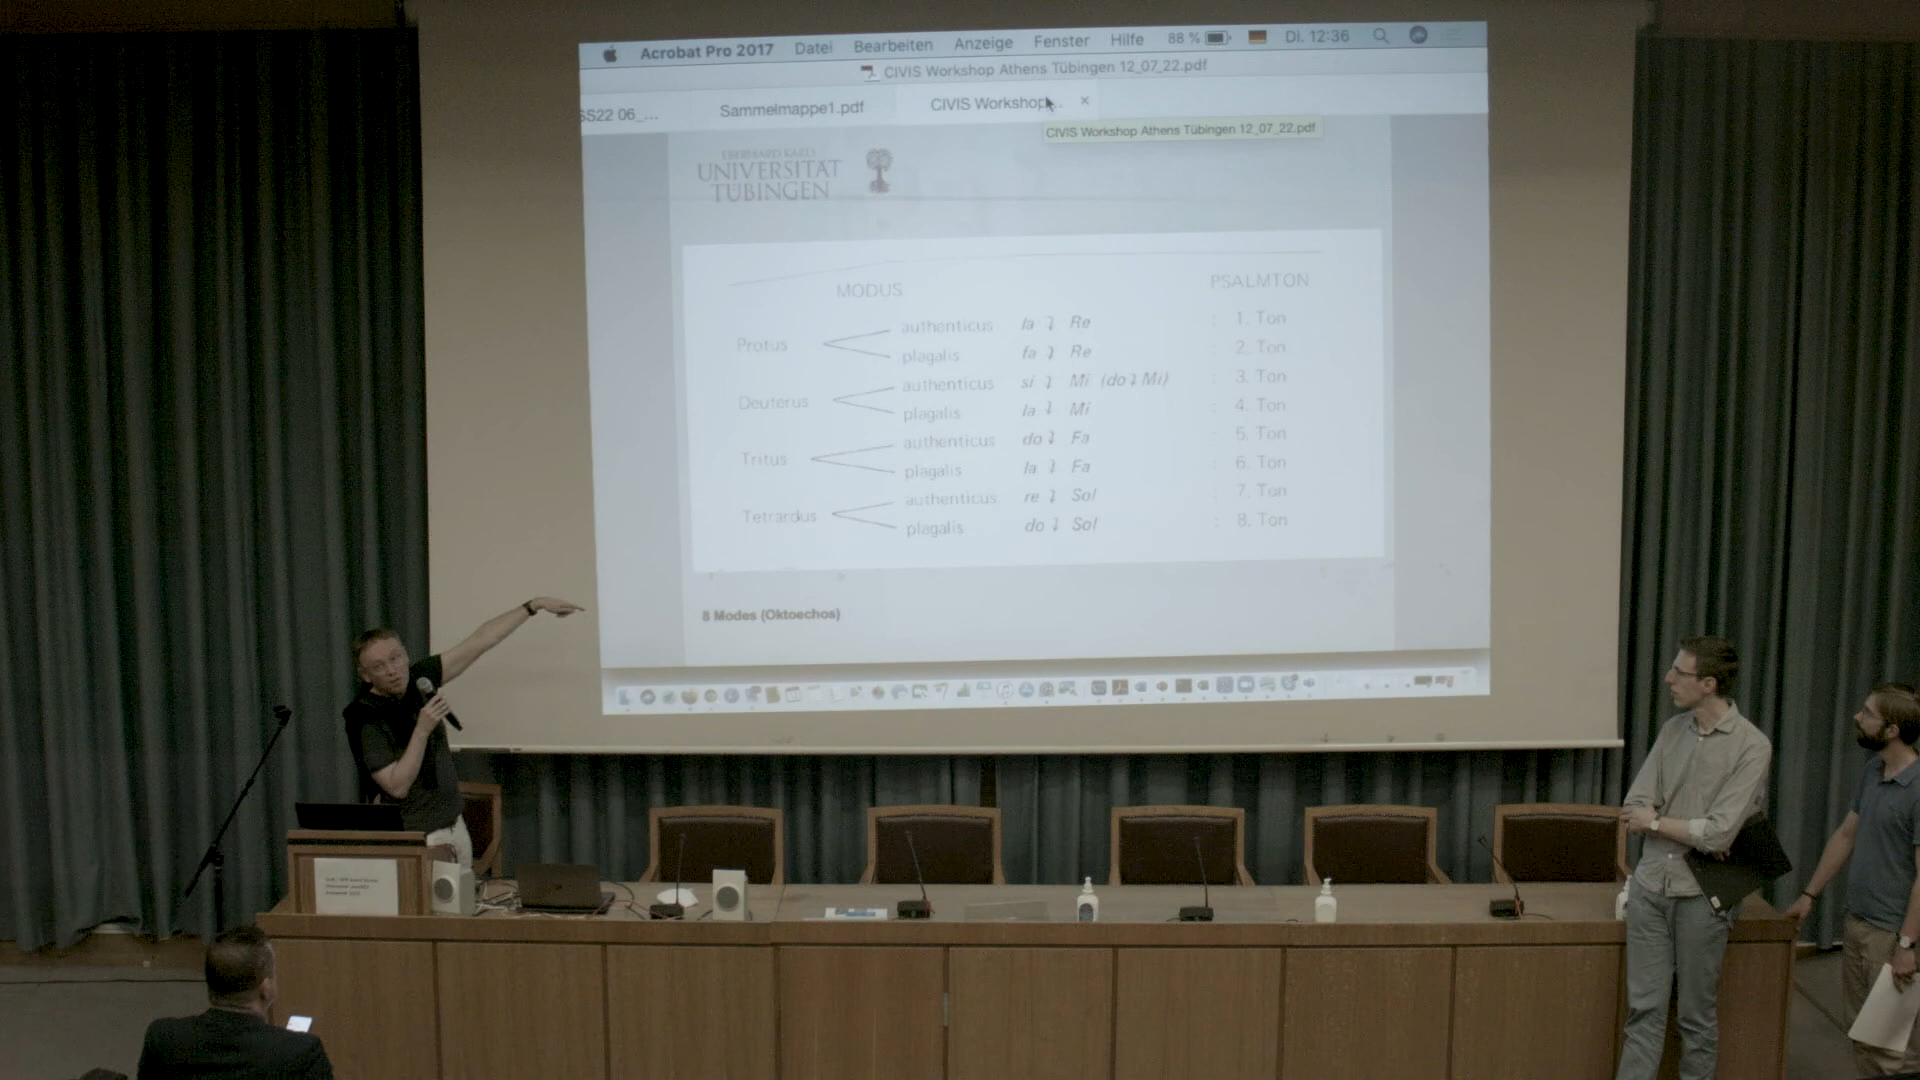 Acrobat Pro 2017 Datei Bearbeiten Anzeige Fenster Hilfe 88 % Di. 12:36
CIVIS Workshop Athens Tübingen 12_07_22.pdf
SS22 06_... Sammelmappe1.pdf CIVIS Workshop... ×
CIVIS Workshop Athens Tübingen 12_07_22.pdf
EBERHARD KARLS
UNIVERSITÄT
TÜBINGEN
MODUS PSALMTON
Protus
authenticus la Re : 1. Ton
plagalis fa Re : 2. Ton
Deuterus
authenticus si Mi (do Mi) : 3. Ton
plagalis la Mi : 4. Ton
Tritus
authenticus do Fa : 5. Ton
plagalis la Fa : 6. Ton
Tetrardus
authenticus re Sol : 7. Ton
plagalis do Sol : 8. Ton
8 Modes (Oktoechos)